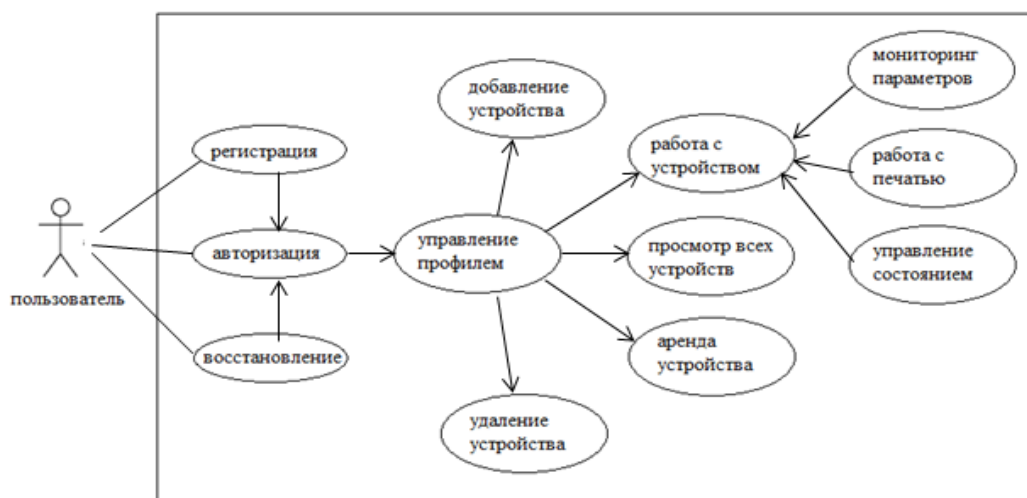 мониторинг
параметров
добавление
устройства
регистрация
работа с
устройством
работа с
печатью
авторизация
управление
профилем
просмотр всех
устройств
управление
состоянием
пользователь
восстановление
аренда
устройства
удаление
устройства